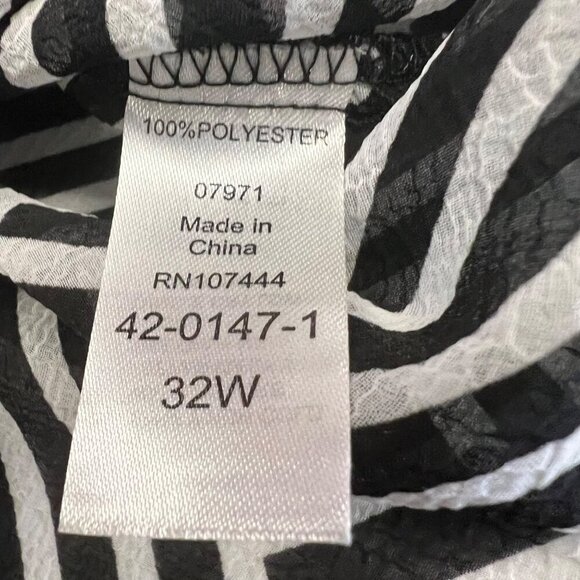 100%POLYESTER
07971
Made in
China
RN107444
42-0147-1
32W